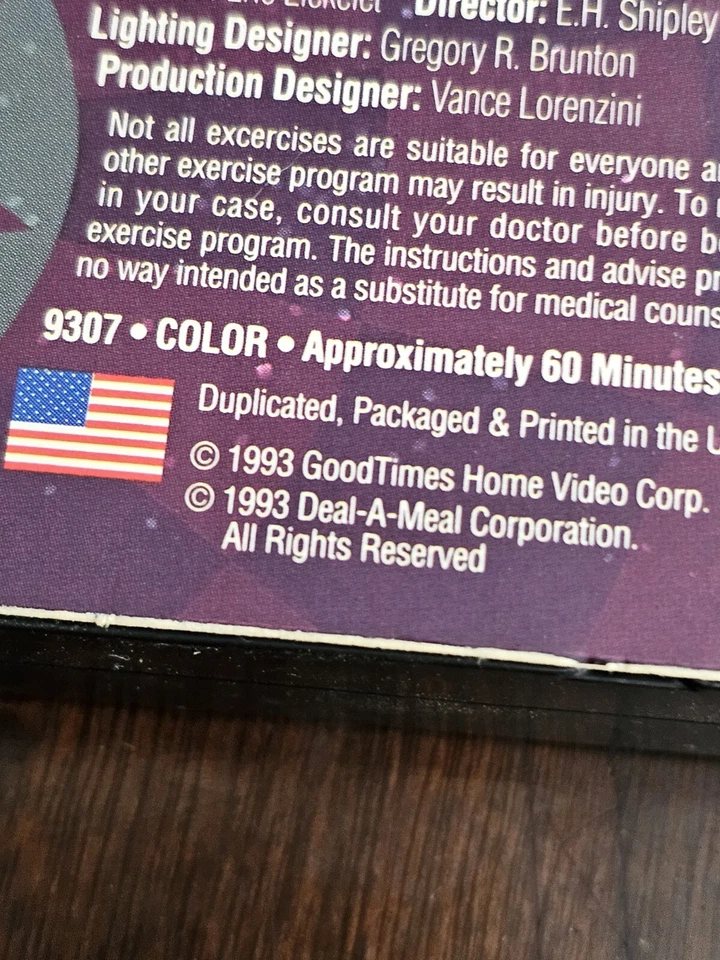 Director: E.H. Shipley
Lighting Designer: Gregory R. Brunton
Production Designer: Vance Lorenzini
Not all excercises are suitable for everyone
other exercise program may result in injury. To
in your case, consult your doctor before
exercise program. The instructions and advise
no way intended as a substitute for medical
9307 • COLOR • Approximately 60 Minutes
Duplicated, Packaged & Printed in the
© 1993 GoodTimes Home Video Corp.
© 1993 Deal-A-Meal Corporation.
All Rights Reserved